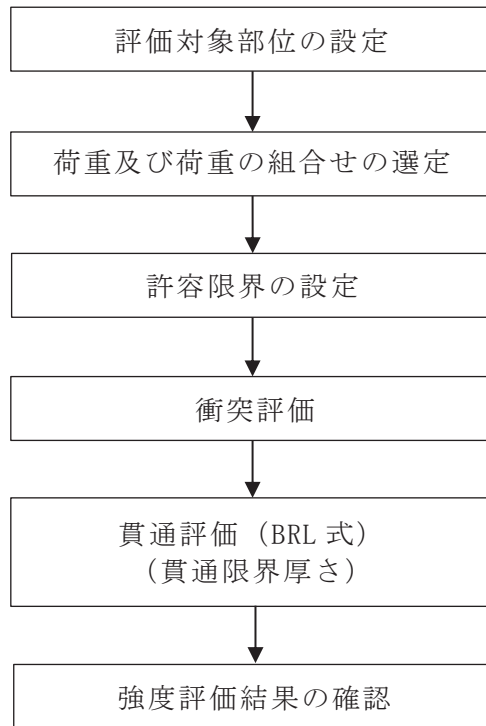 評価対象部位の設定
荷重及び荷重の組合せの選定
許容限界の設定
衝突評価
貫通評価（BRL 式）
（貫通限界厚さ）
強度評価結果の確認